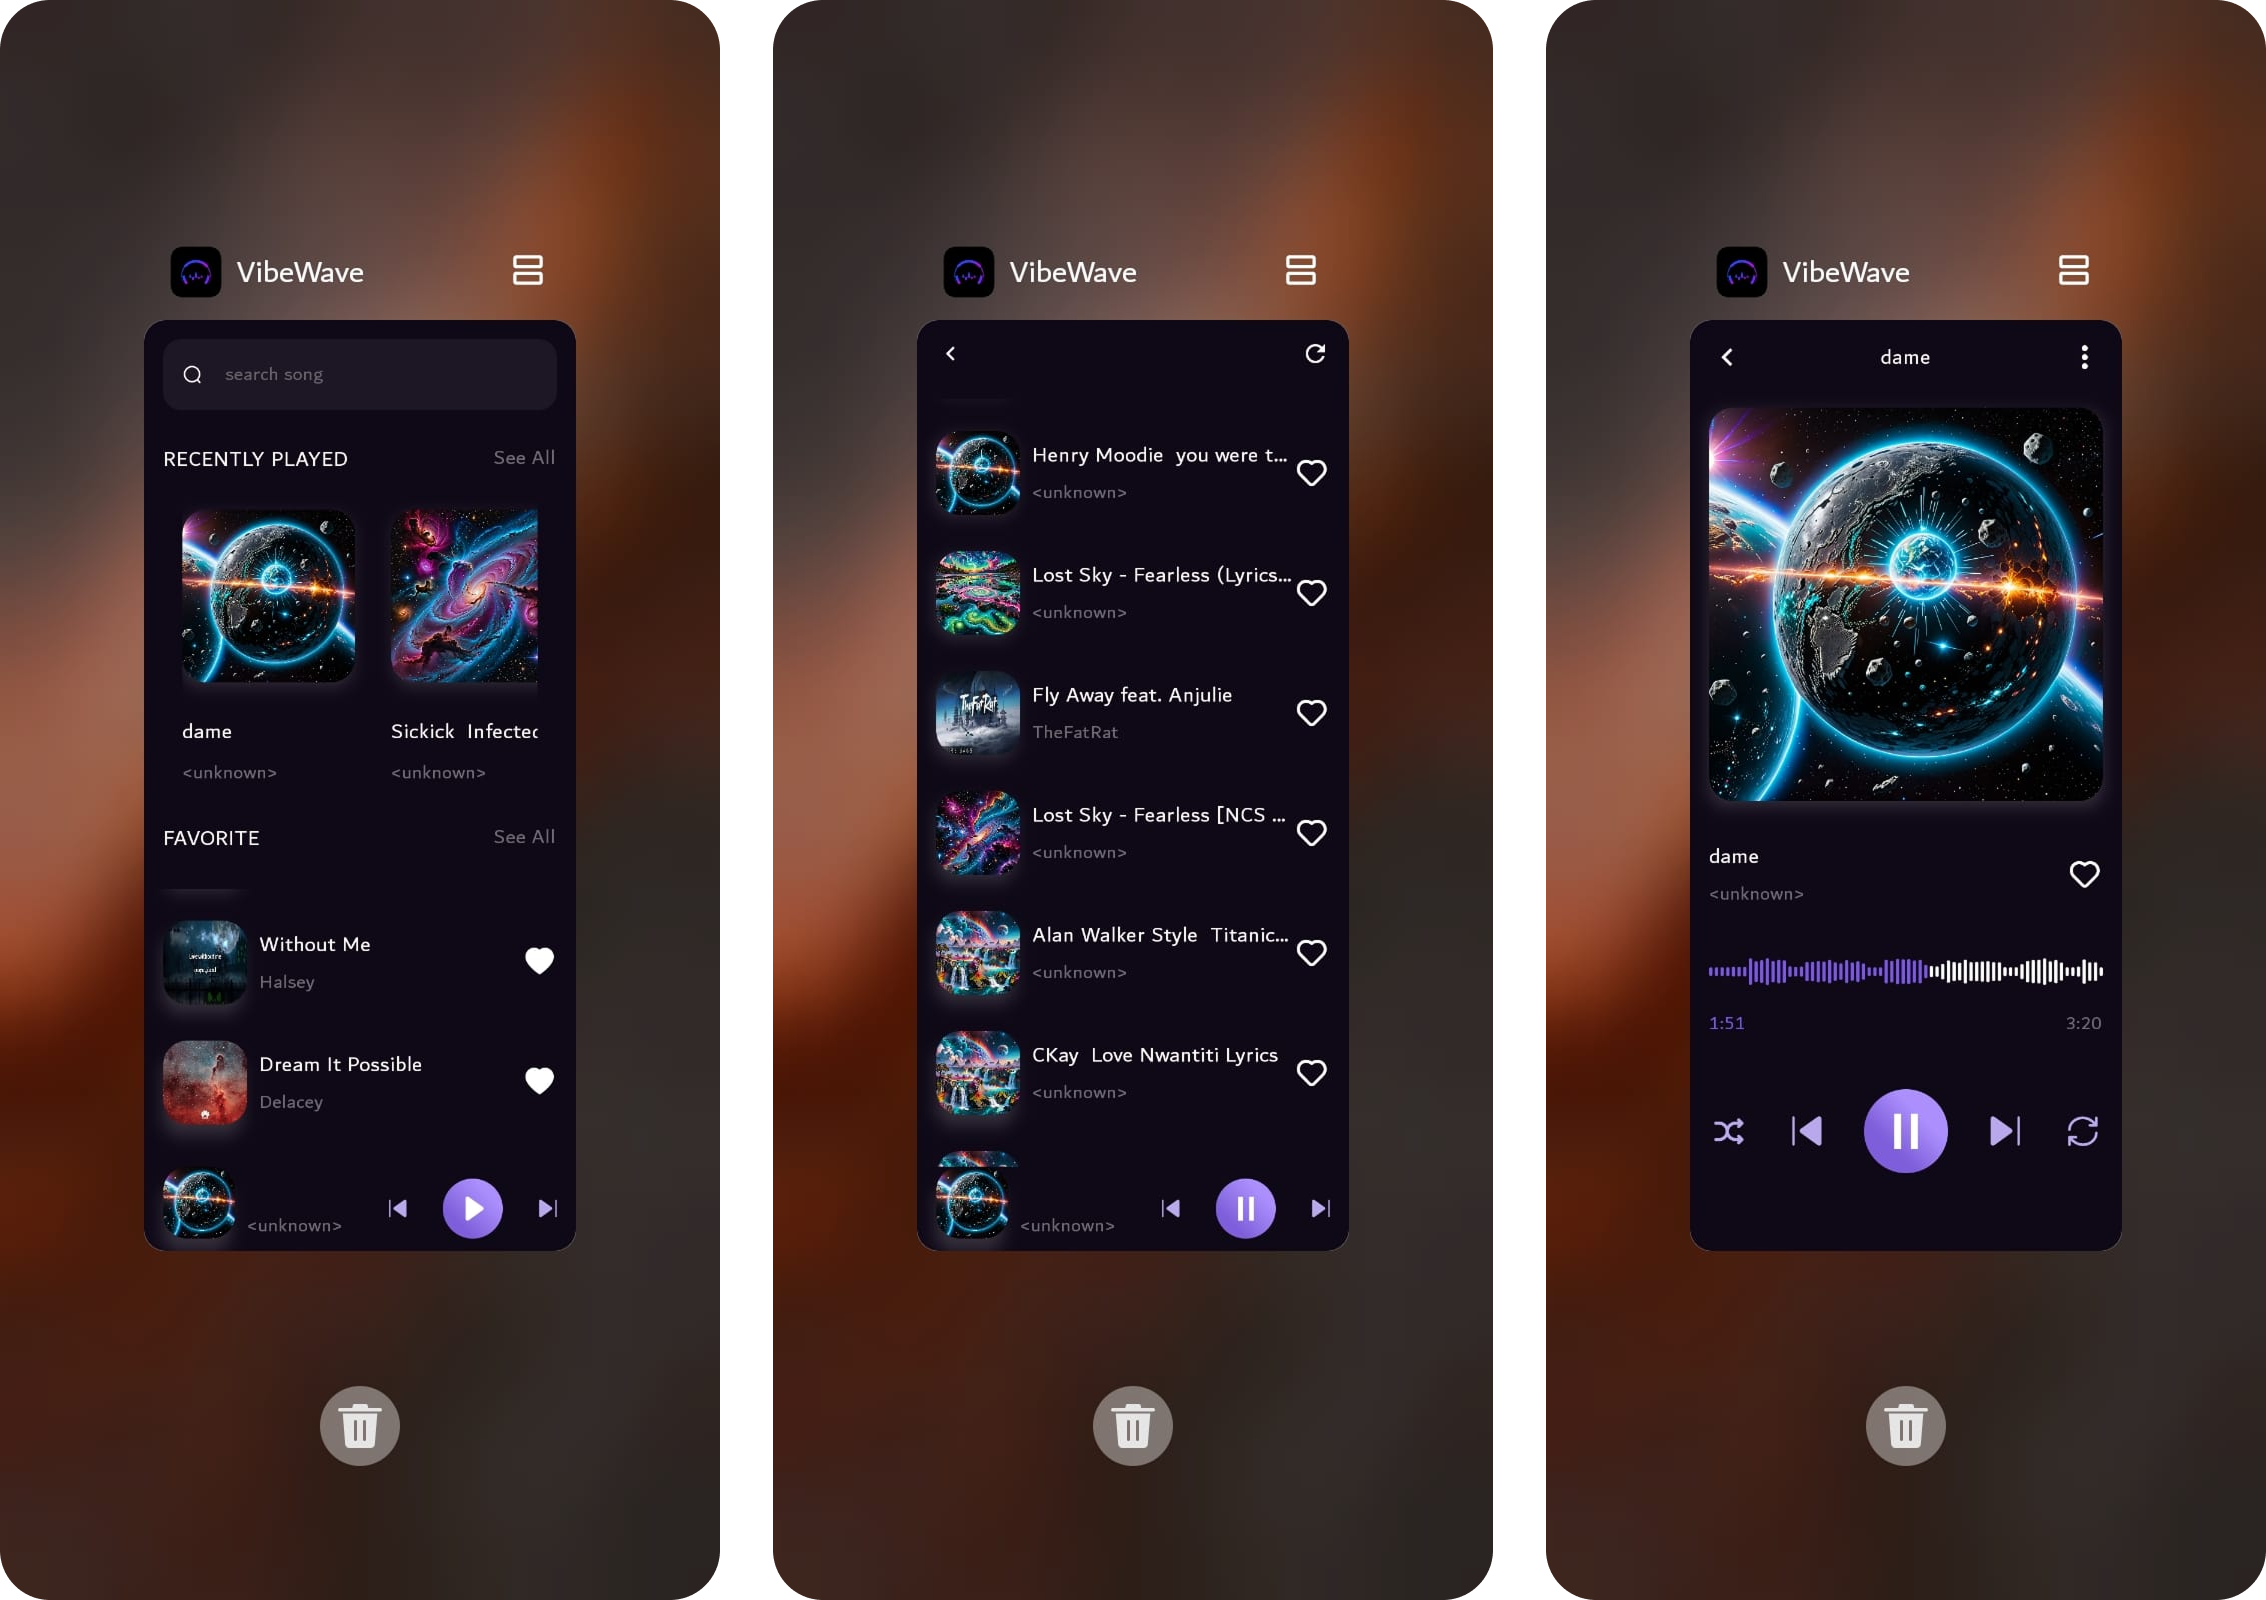 VibeWave
search song
RECENTLY PLAYED See All
dame Sickick Infected
<unknown> <unknown>
FAVORITE See All
Without Me
Halsey
Dream It Possible
Delacey
<unknown>
VibeWave
Henry Moodie you were t...
<unknown>
Lost Sky - Fearless (Lyrics...
<unknown>
Fly Away feat. Anjulie
TheFatRat
TheFatRat
Lost Sky - Fearless [NCS ...
<unknown>
Alan Walker Style Titanic...
<unknown>
CKay Love Nwantiti Lyrics
<unknown>
<unknown>
VibeWave
dame
dame
<unknown>
1:51 3:20